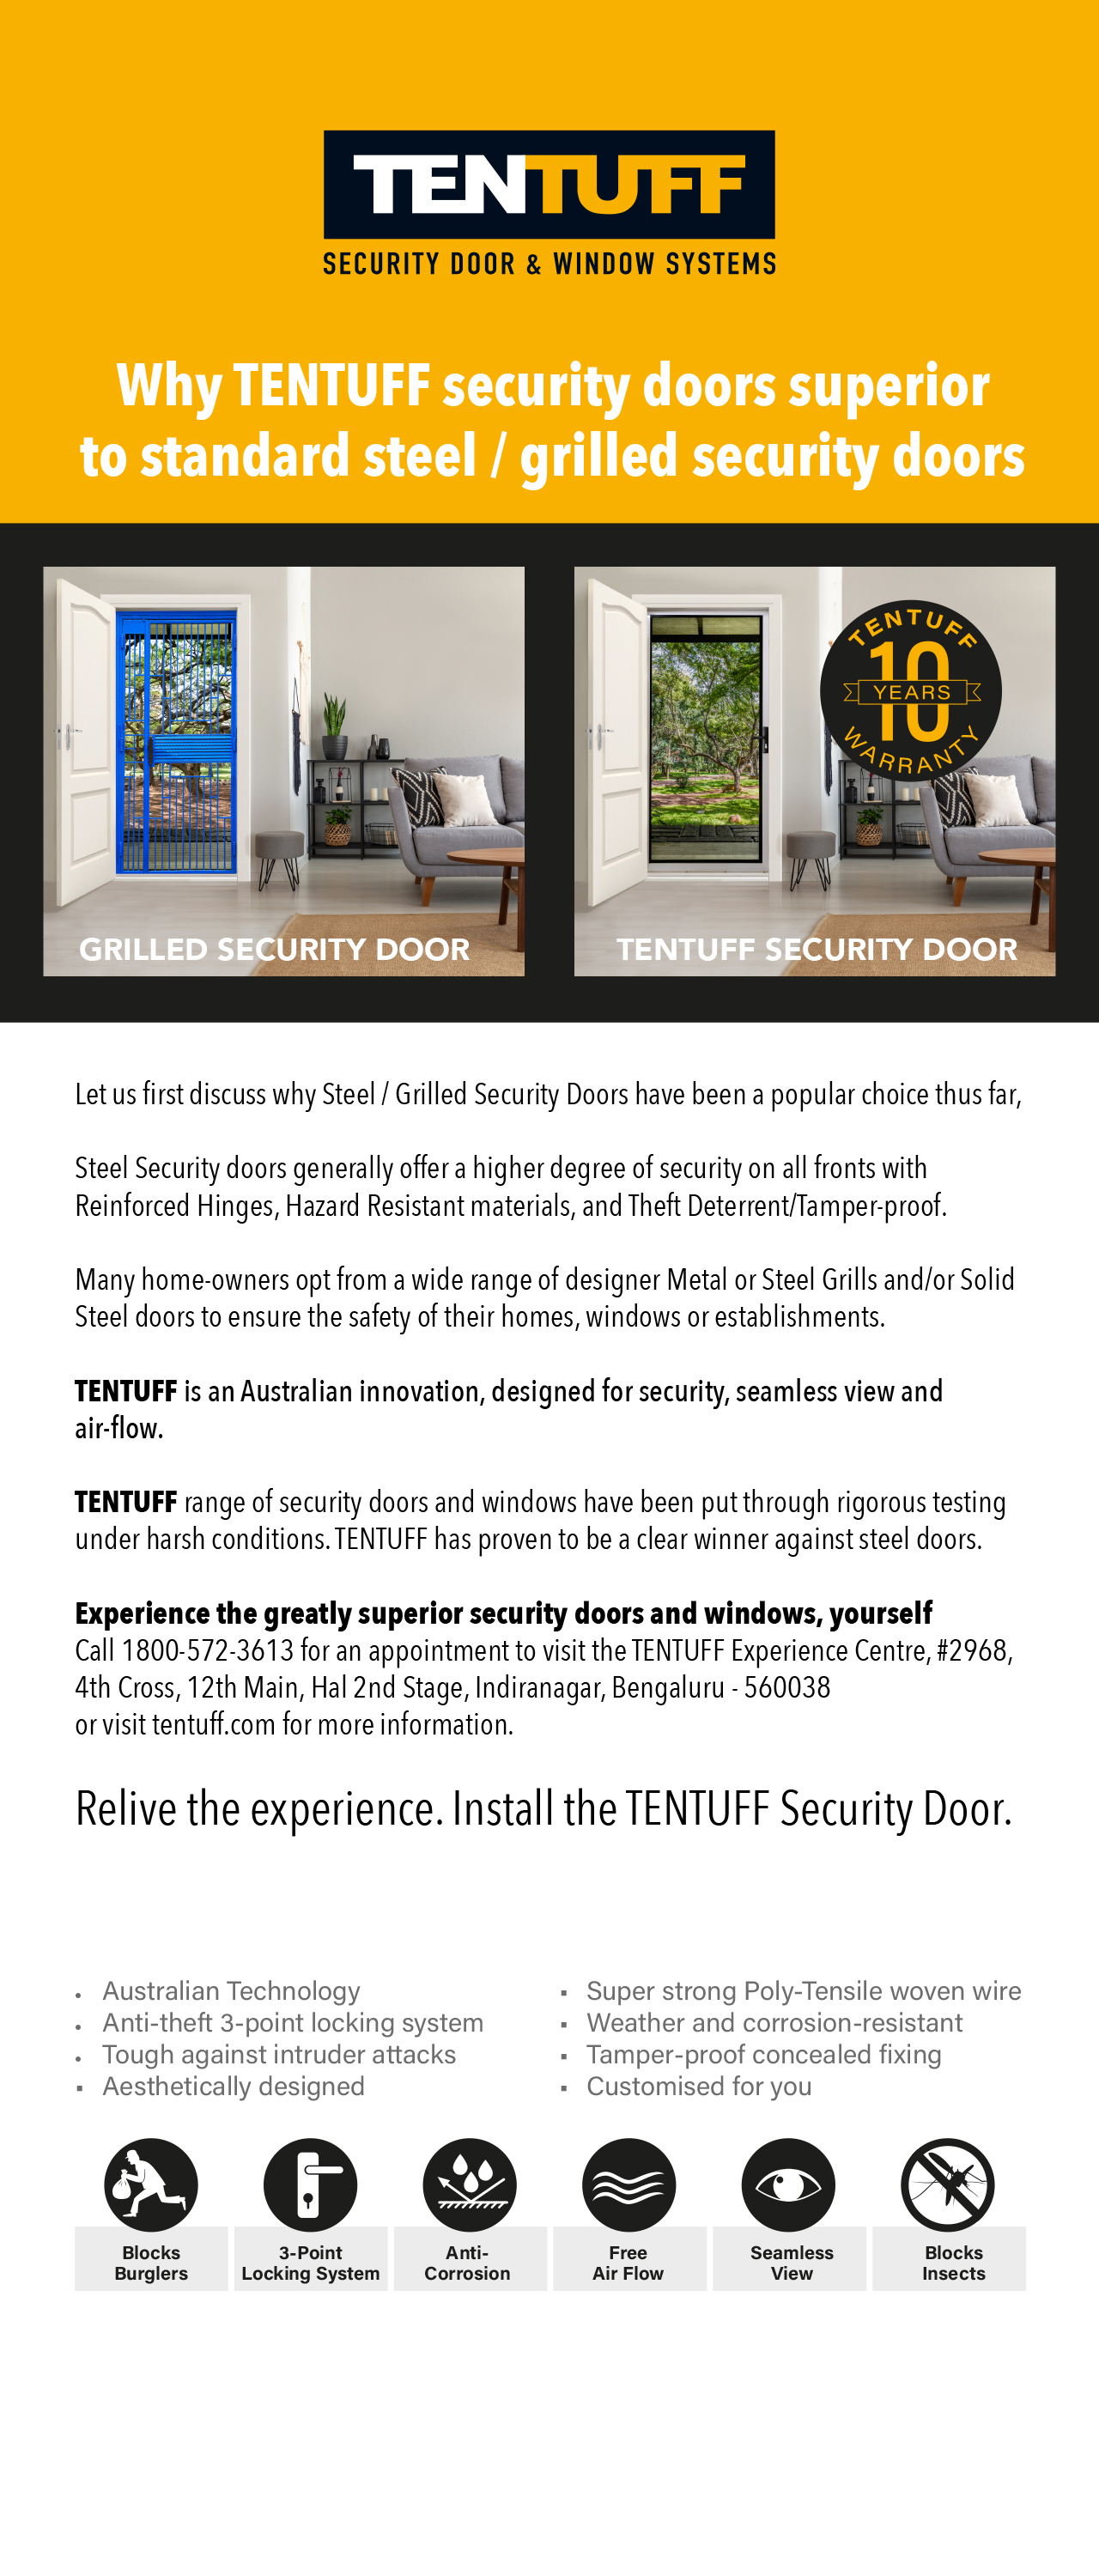 TENTUFF
SECURITY DOOR & WINDOW SYSTEMS
Why TENTUFF security doors superior
to standard steel / grilled security doors
TENTUFF
10
YEARS
WARRANTY
GRILLED SECURITY DOOR
TENTUFF SECURITY DOOR
Let us first discuss why Steel / Grilled Security Doors have been a popular choice thus far,
Steel Security doors generally offer a higher degree of security on all fronts with
Reinforced Hinges, Hazard Resistant materials, and Theft Deterrent/Tamper-proof.
Many home-owners opt from a wide range of designer Metal or Steel Grills and/or Solid
Steel doors to ensure the safety of their homes, windows or establishments.
TENTUFF is an Australian innovation, designed for security, seamless view and
air-flow.
TENTUFF range of security doors and windows have been put through rigorous testing
under harsh conditions. TENTUFF has proven to be a clear winner against steel doors.
Experience the greatly superior security doors and windows, yourself
Call 1800-572-3613 for an appointment to visit the TENTUFF Experience Centre, #2968,
4th Cross, 12th Main, Hal 2nd Stage, Indiranagar, Bengaluru - 560038
or visit tentuff.com for more information.
Relive the experience. Install the TENTUFF Security Door.
• Australian Technology
• Anti-theft 3-point locking system
• Tough against intruder attacks
▪ Aesthetically designed
▪ Super strong Poly-Tensile woven wire
▪ Weather and corrosion-resistant
▪ Tamper-proof concealed fixing
▪ Customised for you
Blocks
Burglers
3-Point
Locking System
Anti-
Corrosion
Free
Air Flow
Seamless
View
Blocks
Insects